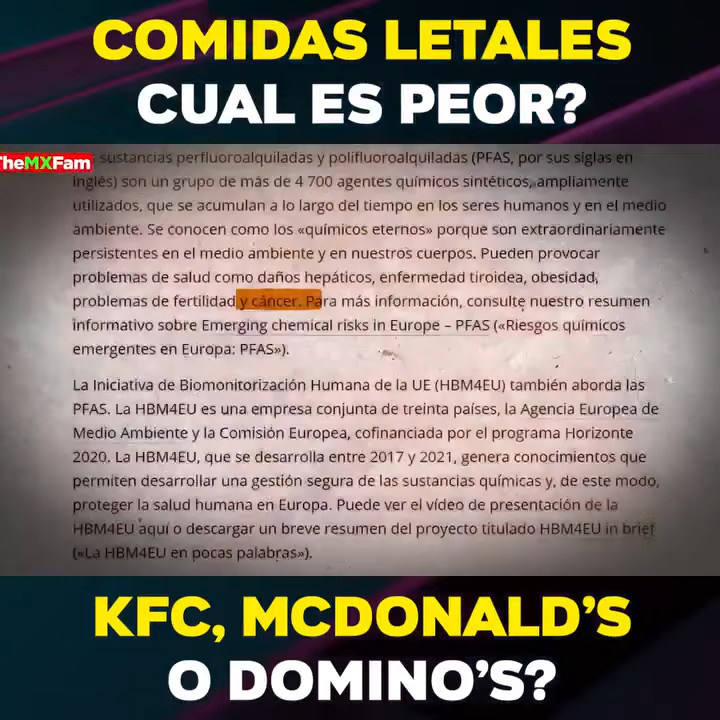 COMIDAS LETALES
CUAL ES PEOR?
TheMXFam
sustancias perfluoroalquiladas y polifluoroalquiladas (PFAS, por sus siglas en
inglés) son un grupo de más de 4 700 agentes químicos sintéticos, ampliamente
utilizados, que se acumulan a lo largo del tiempo en los seres humanos y en el medio
ambiente. Se conocen como los «químicos eternos» porque son extraordinariamente
persistentes en el medio ambiente y en nuestros cuerpos. Pueden provocar
problemas de salud como daños hepáticos, enfermedad tiroidea, obesidad,
problemas de fertilidad y cáncer. Para más información, consulte nuestro resumen
informativo sobre Emerging chemical risks in Europe – PFAS («Riesgos químicos
emergentes en Europa: PFAS»).
La Iniciativa de Biomonitorización Humana de la UE (HBM4EU) también aborda las
PFAS. La HBM4EU es una empresa conjunta de treinta países, la Agencia Europea de
Medio Ambiente y la Comisión Europea, cofinanciada por el programa Horizonte
2020. La HBM4EU, que se desarrolla entre 2017 y 2021, genera conocimientos que
permiten desarrollar una gestión segura de las sustancias químicas y, de este modo,
proteger la salud humana en Europa. Puede ver el vídeo de presentación de la
HBM4EU aquí o descargar un breve resumen del proyecto titulado HBM4EU in brief
(«La HBM4EU en pocas palabras»).
KFC, MCDONALD'S
O DOMINO'S?